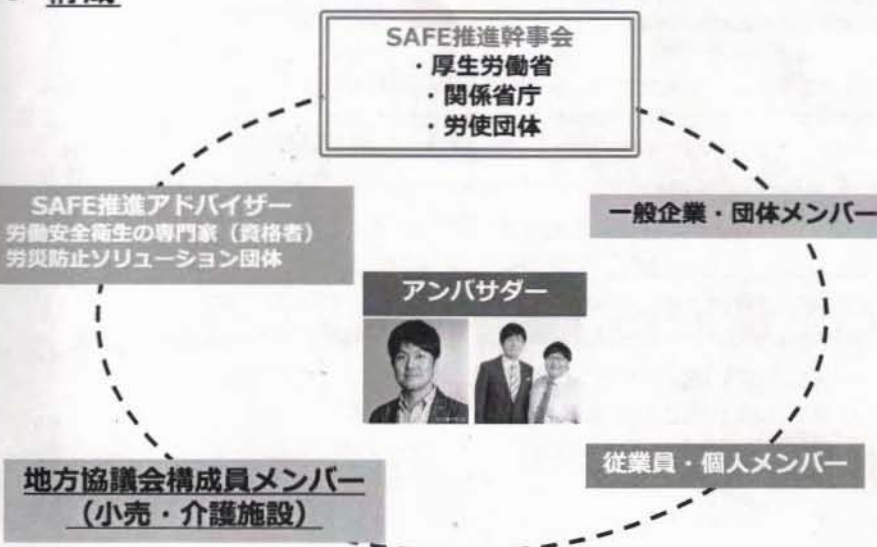 SAFE推進幹事会
・厚生労働省
・関係省庁
・労使団体
SAFE推進アドバイザー
労働安全衛生の専門家（資格者）
労災防止ソリューション団体
一般企業・団体メンバー
アンバサダー
地方協議会構成員メンバー
（小売・介護施設）
従業員・個人メンバー